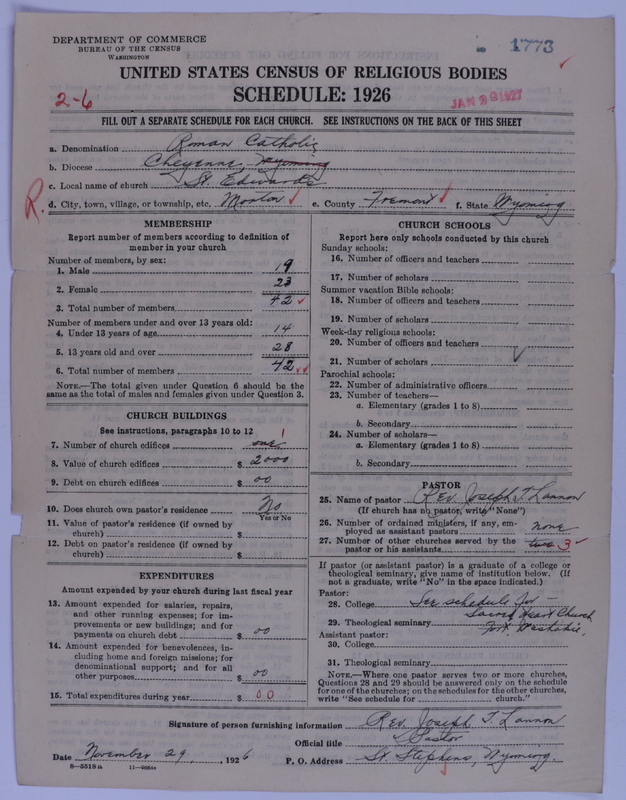 DEPARTMENT OF COMMERCE
BUREAU OF THE CENSUS
WASHINGTON
1773
UNITED STATES CENSUS OF RELIGIOUS BODIES
SCHEDULE: 1926
2-6
JAN 28 1927
FILL OUT A SEPARATE SCHEDULE FOR EACH CHURCH. SEE INSTRUCTIONS ON THE BACK OF THIS SHEET
a. Denomination Roman Catholic
b. Diocese Cheyenne, Wyoming
c. Local name of church St. Edwards
R. d. City, town, village, or township, etc. Morton e. County Fremont f. State Wyoming
MEMBERSHIP
Report number of members according to definition of
member in your church
Number of members, by sex:
1. Male 19
2. Female 23
3. Total number of members 42
Number of members under and over 13 years old:
4. Under 13 years of age 14
5. 13 years old and over 28
6. Total number of members 42
NOTE.—The total given under Question 6 should be the
same as the total of males and females given under Question 3.
CHURCH BUILDINGS
See instructions, paragraphs 10 to 12
7. Number of church edifices one 1
8. Value of church edifices $ 2000
9. Debt on church edifices $ 00
10. Does church own pastor's residence? No
Yes or No
11. Value of pastor's residence (if owned by
church) $
12. Debt on pastor's residence (if owned by
church) $
EXPENDITURES
Amount expended by your church during last fiscal year
13. Amount expended for salaries, repairs,
and other running expenses; for im-
provements or new buildings; and for
payments on church debt $ 00
14. Amount expended for benevolences, in-
cluding home and foreign missions; for
denominational support; and for all
other purposes $ 00
15. Total expenditures during year $ 00
CHURCH SCHOOLS
Report here only schools conducted by this church
Sunday schools:
16. Number of officers and teachers
17. Number of scholars
Summer vacation Bible schools:
18. Number of officers and teachers
19. Number of scholars
Week-day religious schools:
20. Number of officers and teachers
21. Number of scholars
Parochial schools:
22. Number of administrative officers
23. Number of teachers—
a. Elementary (grades 1 to 8)
b. Secondary
24. Number of scholars—
a. Elementary (grades 1 to 8)
b. Secondary
PASTOR
25. Name of pastor Rev. Joseph T. Lannon
(If church has no pastor, write "None")
26. Number of ordained ministers, if any, em-
ployed as assistant pastors none
27. Number of other churches served by the
pastor or his assistants two 3
If pastor (or assistant pastor) is a graduate of a college or
theological seminary, give name of institution below. (If
not a graduate, write "No" in the space indicated.)
Pastor:
28. College See schedule for—
Sacred Heart Church
29. Theological seminary Fort Washakie.
Assistant pastor:
30. College
31. Theological seminary
NOTE.—Where one pastor serves two or more churches,
Questions 28 and 29 should be answered only on the schedule
for one of the churches; on the schedules for the other churches,
write "See schedule for church."
Signature of person furnishing information Rev. Joseph T. Lannon
Official title Pastor
Date November 29, 1926 P. O. Address St. Stephens, Wyoming.
8—5518a 11—9664a